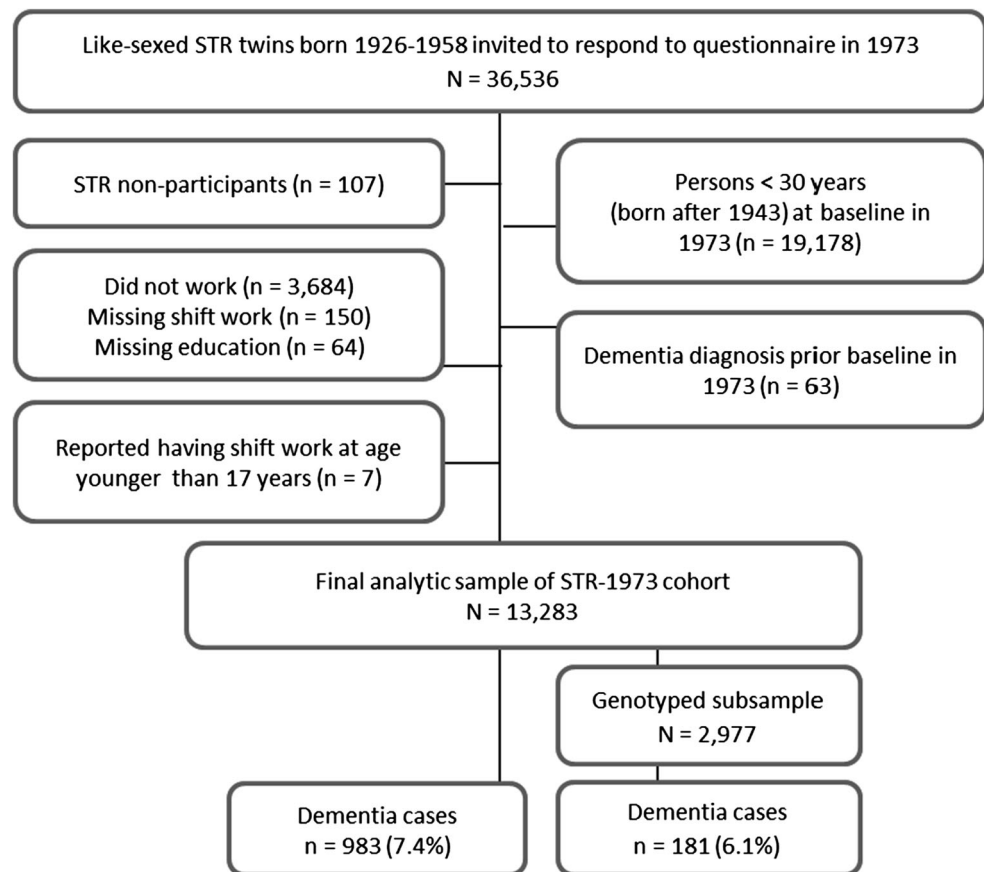 Like-sexed STR twins born 1926-1958 invited to respond to questionnaire in 1973
N = 36,536
STR non-participants (n = 107)
Persons < 30 years
(born after 1943) at baseline in
1973 (n = 19,178)
Did not work (n = 3,684)
Missing shift work (n = 150)
Missing education (n = 64)
Dementia diagnosis prior baseline in
1973 (n = 63)
Reported having shift work at age
younger than 17 years (n = 7)
Final analytic sample of STR-1973 cohort
N = 13,283
Genotyped subsample
N = 2,977
Dementia cases
n = 983 (7.4%)
Dementia cases
n = 181 (6.1%)